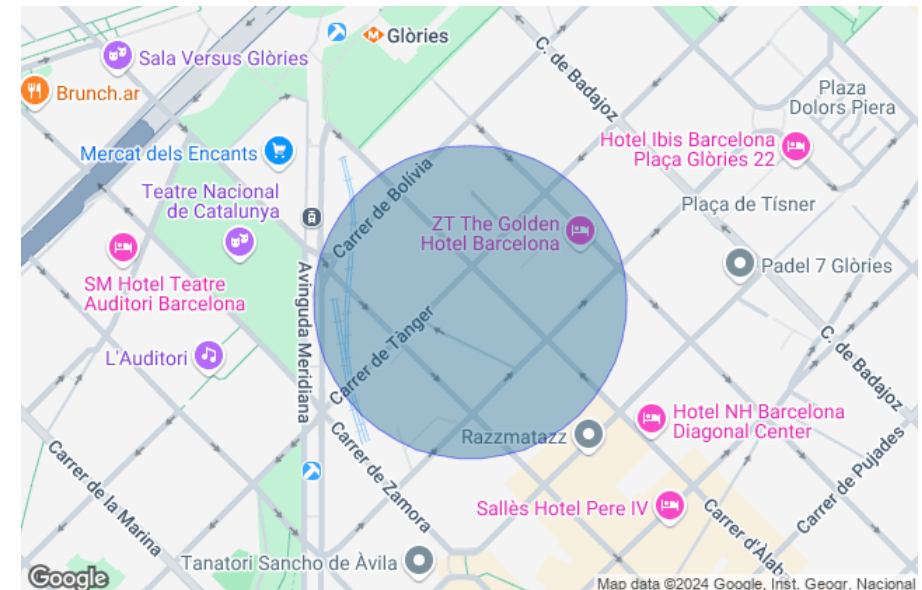 Glòries
Sala Versus Glòries
C. de Badajoz
Plaza
Dolors Piera
Brunch.ar
Hotel Ibis Barcelona
Plaça Glòries 22
Mercat dels Encants
Carrer de Bolívia
Teatre Nacional
de Catalunya
ZT The Golden
Hotel Barcelona
Plaça de Tísner
Padel 7 Glòries
SM Hotel Teatre
Auditori Barcelona
Avinguda Meridiana
Carrer de Tànger
L'Auditori
C. de Badajoz
Hotel NH Barcelona
Diagonal Center
Razzmatazz
Carrer de la Marina
Carrer de Zamora
Carrer de Pujades
Sallès Hotel Pere IV
Carrer d'Àlaba
Tanatori Sancho de Àvila
Google
Map data ©2024 Google, Inst. Geogr. Nacional